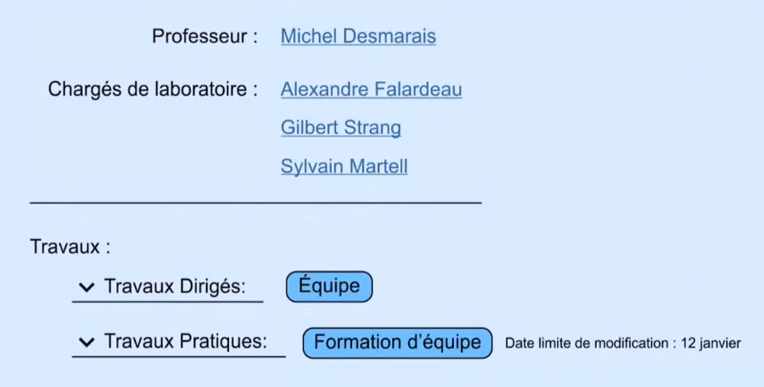 Professeur : Michel Desmarais
Chargés de laboratoire : Alexandre Falardeau
Gilbert Strang
Sylvain Martell
Travaux :
Travaux Dirigés: Équipe
Travaux Pratiques: Formation d'équipe Date limite de modification : 12 janvier